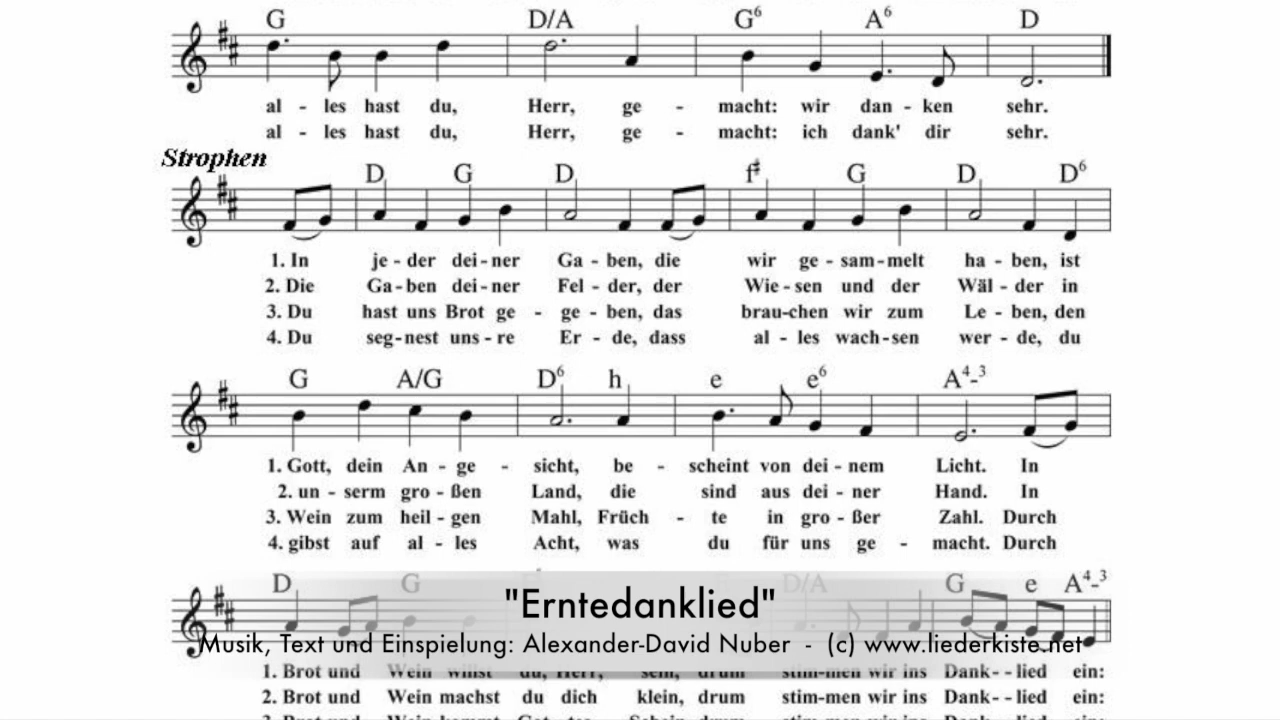 G D/A G6 A6 D
al - les hast du, Herr, ge - macht: wir dan - ken sehr.
al - les hast du, Herr, ge - macht: ich dank' dir sehr.
Strophen
D G D f♯ G D D6
1. In je - der dei - ner Ga - ben, die wir ge - sam - melt ha - ben, ist
2. Die Ga - ben dei - ner Fel - der, der Wie - sen und der Wäl - der in
3. Du hast uns Brot ge - ge - ben, das brau - chen wir zum Le - ben, den
4. Du seg - nest uns - re Er - de, dass al - les wach - sen wer - de, du
G A/G D6 h e e6 A4-3
1. Gott, dein An - ge - sicht, be - scheint von dei - nem Licht. In
2. un - serm gro - ßen Land, die sind aus dei - ner Hand. In
3. Wein zum heil - gen Mahl, Früch - te in gro - ßer Zahl. Durch
4. gibst auf al - les Acht, was du für uns ge - macht. Durch
D G D/A G e A4-3
"Erntedanklied"
Musik, Text und Einspielung: Alexander-David Nuber - (c) www.liederkiste.net
1. Brot und Wein willst du, Herr, sein, drum stim-men wir ins Dank- - lied ein:
2. Brot und Wein machst du dich klein, drum stim-men wir ins Dank- - lied ein: